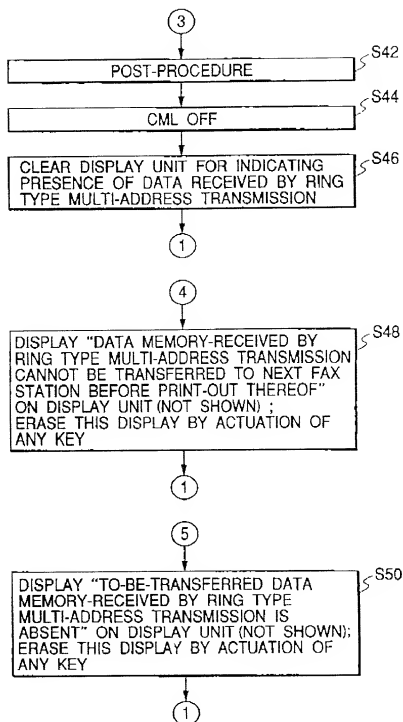 3
S42
POST-PROCEDURE
S44
CML OFF
S46
CLEAR DISPLAY UNIT FOR INDICATING
PRESENCE OF DATA RECEIVED BY RING
TYPE MULTI-ADDRESS TRANSMISSION
1
4
S48
DISPLAY "DATA MEMORY-RECEIVED BY
RING TYPE MULTI-ADDRESS TRANSMISSION
CANNOT BE TRANSFERRED TO NEXT FAX
STATION BEFORE PRINT-OUT THEREOF"
ON DISPLAY UNIT (NOT SHOWN) ;
ERASE THIS DISPLAY BY ACTUATION OF
ANY KEY
1
5
S50
DISPLAY "TO-BE-TRANSFERRED DATA
MEMORY-RECEIVED BY RING TYPE
MULTI-ADDRESS TRANSMISSION IS
ABSENT" ON DISPLAY UNIT (NOT SHOWN);
ERASE THIS DISPLAY BY ACTUATION OF
ANY KEY
1